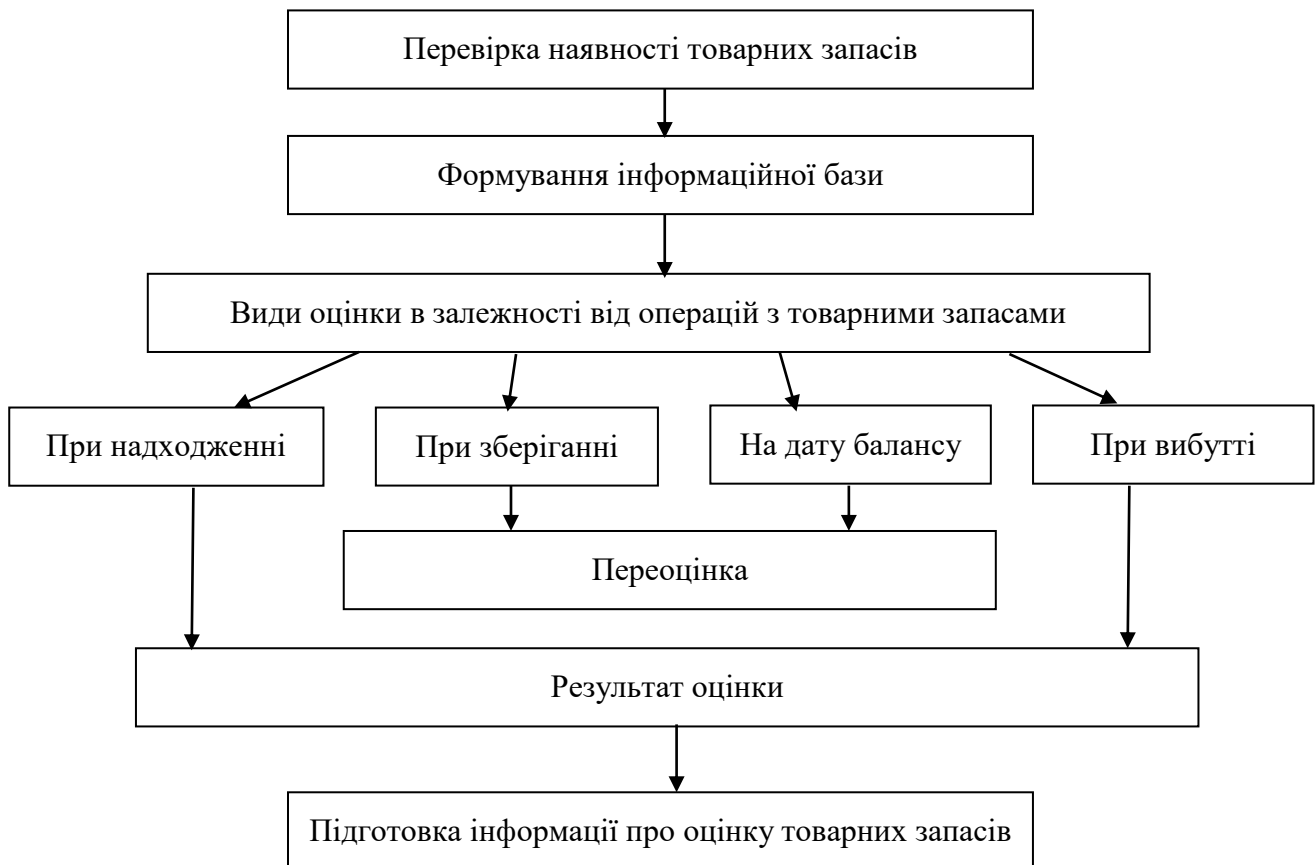 Перевірка наявності товарних запасів
Формування інформаційної бази
Види оцінки в залежності від операцій з товарними запасами
При надходженні
При зберіганні
На дату балансу
При вибутті
Переоцінка
Результат оцінки
Підготовка інформації про оцінку товарних запасів